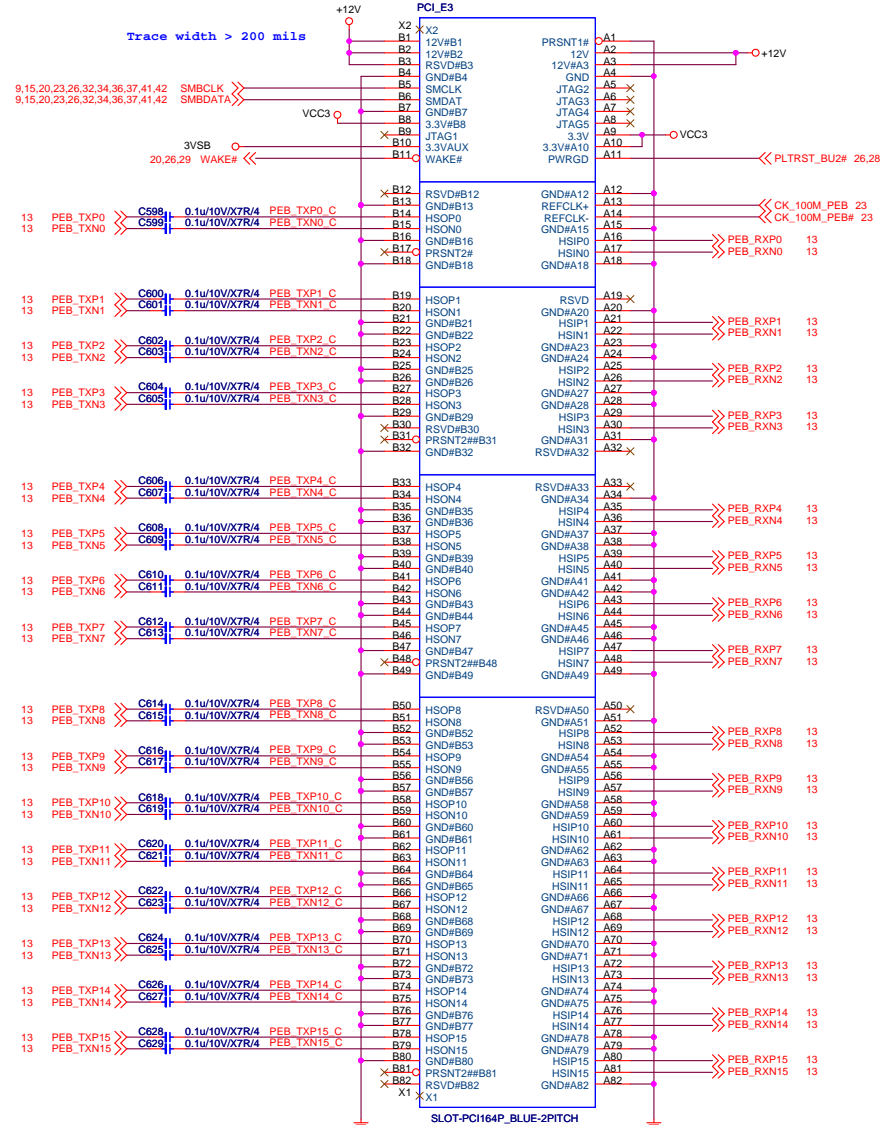 PCI_E3
+12V
Trace width > 200 mils
X2 X2
B1 12V#B1 PRSNT1# A1
B2 12V#B2 12V A2 +12V
B3 RSVD#B3 12V#A3 A3
B4 GND#B4 GND A4
9,15,20,23,26,32,34,36,37,41,42 SMBCLK B5 SMCLK JTAG2 A5
9,15,20,23,26,32,34,36,37,41,42 SMBDATA B6 SMDAT JTAG3 A6
B7 GND#B7 JTAG4 A7
VCC3 B8 3.3V#B8 JTAG5 A8
B9 JTAG1 3.3V A9 VCC3
3VSB B10 3.3VAUX 3.3V#A10 A10
20,26,29 WAKE# B11 WAKE# PWRGD A11 PLTRST_BU2# 26,28
B12 RSVD#B12 GND#A12 A12
B13 GND#B13 REFCLK+ A13 CK_100M_PEB 23
13 PEB_TXP0 C598 0.1u/10V/X7R/4 PEB_TXP0_C B14 HSOP0 REFCLK- A14 CK_100M_PEB# 23
13 PEB_TXN0 C599 0.1u/10V/X7R/4 PEB_TXN0_C B15 HSON0 GND#A15 A15
B16 GND#B16 HSIP0 A16 PEB_RXP0 13
B17 PRSNT2# HSIN0 A17 PEB_RXN0 13
B18 GND#B18 GND#A18 A18
13 PEB_TXP1 C600 0.1u/10V/X7R/4 PEB_TXP1_C B19 HSOP1 RSVD A19
13 PEB_TXN1 C601 0.1u/10V/X7R/4 PEB_TXN1_C B20 HSON1 GND#A20 A20
B21 GND#B21 HSIP1 A21 PEB_RXP1 13
B22 GND#B22 HSIN1 A22 PEB_RXN1 13
13 PEB_TXP2 C602 0.1u/10V/X7R/4 PEB_TXP2_C B23 HSOP2 GND#A23 A23
13 PEB_TXN2 C603 0.1u/10V/X7R/4 PEB_TXN2_C B24 HSON2 GND#A24 A24
B25 GND#B25 HSIP2 A25 PEB_RXP2 13
B26 GND#B26 HSIN2 A26 PEB_RXN2 13
13 PEB_TXP3 C604 0.1u/10V/X7R/4 PEB_TXP3_C B27 HSOP3 GND#A27 A27
13 PEB_TXN3 C605 0.1u/10V/X7R/4 PEB_TXN3_C B28 HSON3 GND#A28 A28
B29 GND#B29 HSIP3 A29 PEB_RXP3 13
B30 RSVD#B30 HSIN3 A30 PEB_RXN3 13
B31 PRSNT2##B31 GND#A31 A31
B32 GND#B32 RSVD#A32 A32
13 PEB_TXP4 C606 0.1u/10V/X7R/4 PEB_TXP4_C B33 HSOP4 RSVD#A33 A33
13 PEB_TXN4 C607 0.1u/10V/X7R/4 PEB_TXN4_C B34 HSON4 GND#A34 A34
B35 GND#B35 HSIP4 A35 PEB_RXP4 13
B36 GND#B36 HSIN4 A36 PEB_RXN4 13
13 PEB_TXP5 C608 0.1u/10V/X7R/4 PEB_TXP5_C B37 HSOP5 GND#A37 A37
13 PEB_TXN5 C609 0.1u/10V/X7R/4 PEB_TXN5_C B38 HSON5 GND#A38 A38
B39 GND#B39 HSIP5 A39 PEB_RXP5 13
B40 GND#B40 HSIN5 A40 PEB_RXN5 13
13 PEB_TXP6 C610 0.1u/10V/X7R/4 PEB_TXP6_C B41 HSOP6 GND#A41 A41
13 PEB_TXN6 C611 0.1u/10V/X7R/4 PEB_TXN6_C B42 HSON6 GND#A42 A42
B43 GND#B43 HSIP6 A43 PEB_RXP6 13
B44 GND#B44 HSIN6 A44 PEB_RXN6 13
13 PEB_TXP7 C612 0.1u/10V/X7R/4 PEB_TXP7_C B45 HSOP7 GND#A45 A45
13 PEB_TXN7 C613 0.1u/10V/X7R/4 PEB_TXN7_C B46 HSON7 GND#A46 A46
B47 GND#B47 HSIP7 A47 PEB_RXP7 13
B48 PRSNT2##B48 HSIN7 A48 PEB_RXN7 13
B49 GND#B49 GND#A49 A49
13 PEB_TXP8 C614 0.1u/10V/X7R/4 PEB_TXP8_C B50 HSOP8 RSVD#A50 A50
13 PEB_TXN8 C615 0.1u/10V/X7R/4 PEB_TXN8_C B51 HSON8 GND#A51 A51
B52 GND#B52 HSIP8 A52 PEB_RXP8 13
B53 GND#B53 HSIN8 A53 PEB_RXN8 13
13 PEB_TXP9 C616 0.1u/10V/X7R/4 PEB_TXP9_C B54 HSOP9 GND#A54 A54
13 PEB_TXN9 C617 0.1u/10V/X7R/4 PEB_TXN9_C B55 HSON9 GND#A55 A55
B56 GND#B56 HSIP9 A56 PEB_RXP9 13
B57 GND#B57 HSIN9 A57 PEB_RXN9 13
13 PEB_TXP10 C618 0.1u/10V/X7R/4 PEB_TXP10_C B58 HSOP10 GND#A58 A58
13 PEB_TXN10 C619 0.1u/10V/X7R/4 PEB_TXN10_C B59 HSON10 GND#A59 A59
B60 GND#B60 HSIP10 A60 PEB_RXP10 13
B61 GND#B61 HSIN10 A61 PEB_RXN10 13
13 PEB_TXP11 C620 0.1u/10V/X7R/4 PEB_TXP11_C B62 HSOP11 GND#A62 A62
13 PEB_TXN11 C621 0.1u/10V/X7R/4 PEB_TXN11_C B63 HSON11 GND#A63 A63
B64 GND#B64 HSIP11 A64 PEB_RXP11 13
B65 GND#B65 HSIN11 A65 PEB_RXN11 13
13 PEB_TXP12 C622 0.1u/10V/X7R/4 PEB_TXP12_C B66 HSOP12 GND#A66 A66
13 PEB_TXN12 C623 0.1u/10V/X7R/4 PEB_TXN12_C B67 HSON12 GND#A67 A67
B68 GND#B68 HSIP12 A68 PEB_RXP12 13
B69 GND#B69 HSIN12 A69 PEB_RXN12 13
13 PEB_TXP13 C624 0.1u/10V/X7R/4 PEB_TXP13_C B70 HSOP13 GND#A70 A70
13 PEB_TXN13 C625 0.1u/10V/X7R/4 PEB_TXN13_C B71 HSON13 GND#A71 A71
B72 GND#B72 HSIP13 A72 PEB_RXP13 13
B73 GND#B73 HSIN13 A73 PEB_RXN13 13
13 PEB_TXP14 C626 0.1u/10V/X7R/4 PEB_TXP14_C B74 HSOP14 GND#A74 A74
13 PEB_TXN14 C627 0.1u/10V/X7R/4 PEB_TXN14_C B75 HSON14 GND#A75 A75
B76 GND#B76 HSIP14 A76 PEB_RXP14 13
B77 GND#B77 HSIN14 A77 PEB_RXN14 13
13 PEB_TXP15 C628 0.1u/10V/X7R/4 PEB_TXP15_C B78 HSOP15 GND#A78 A78
13 PEB_TXN15 C629 0.1u/10V/X7R/4 PEB_TXN15_C B79 HSON15 GND#A79 A79
B80 GND#B80 HSIP15 A80 PEB_RXP15 13
B81 PRSNT2##B81 HSIN15 A81 PEB_RXN15 13
B82 RSVD#B82 GND#A82 A82
X1 X1
SLOT-PCI164P_BLUE-2PITCH